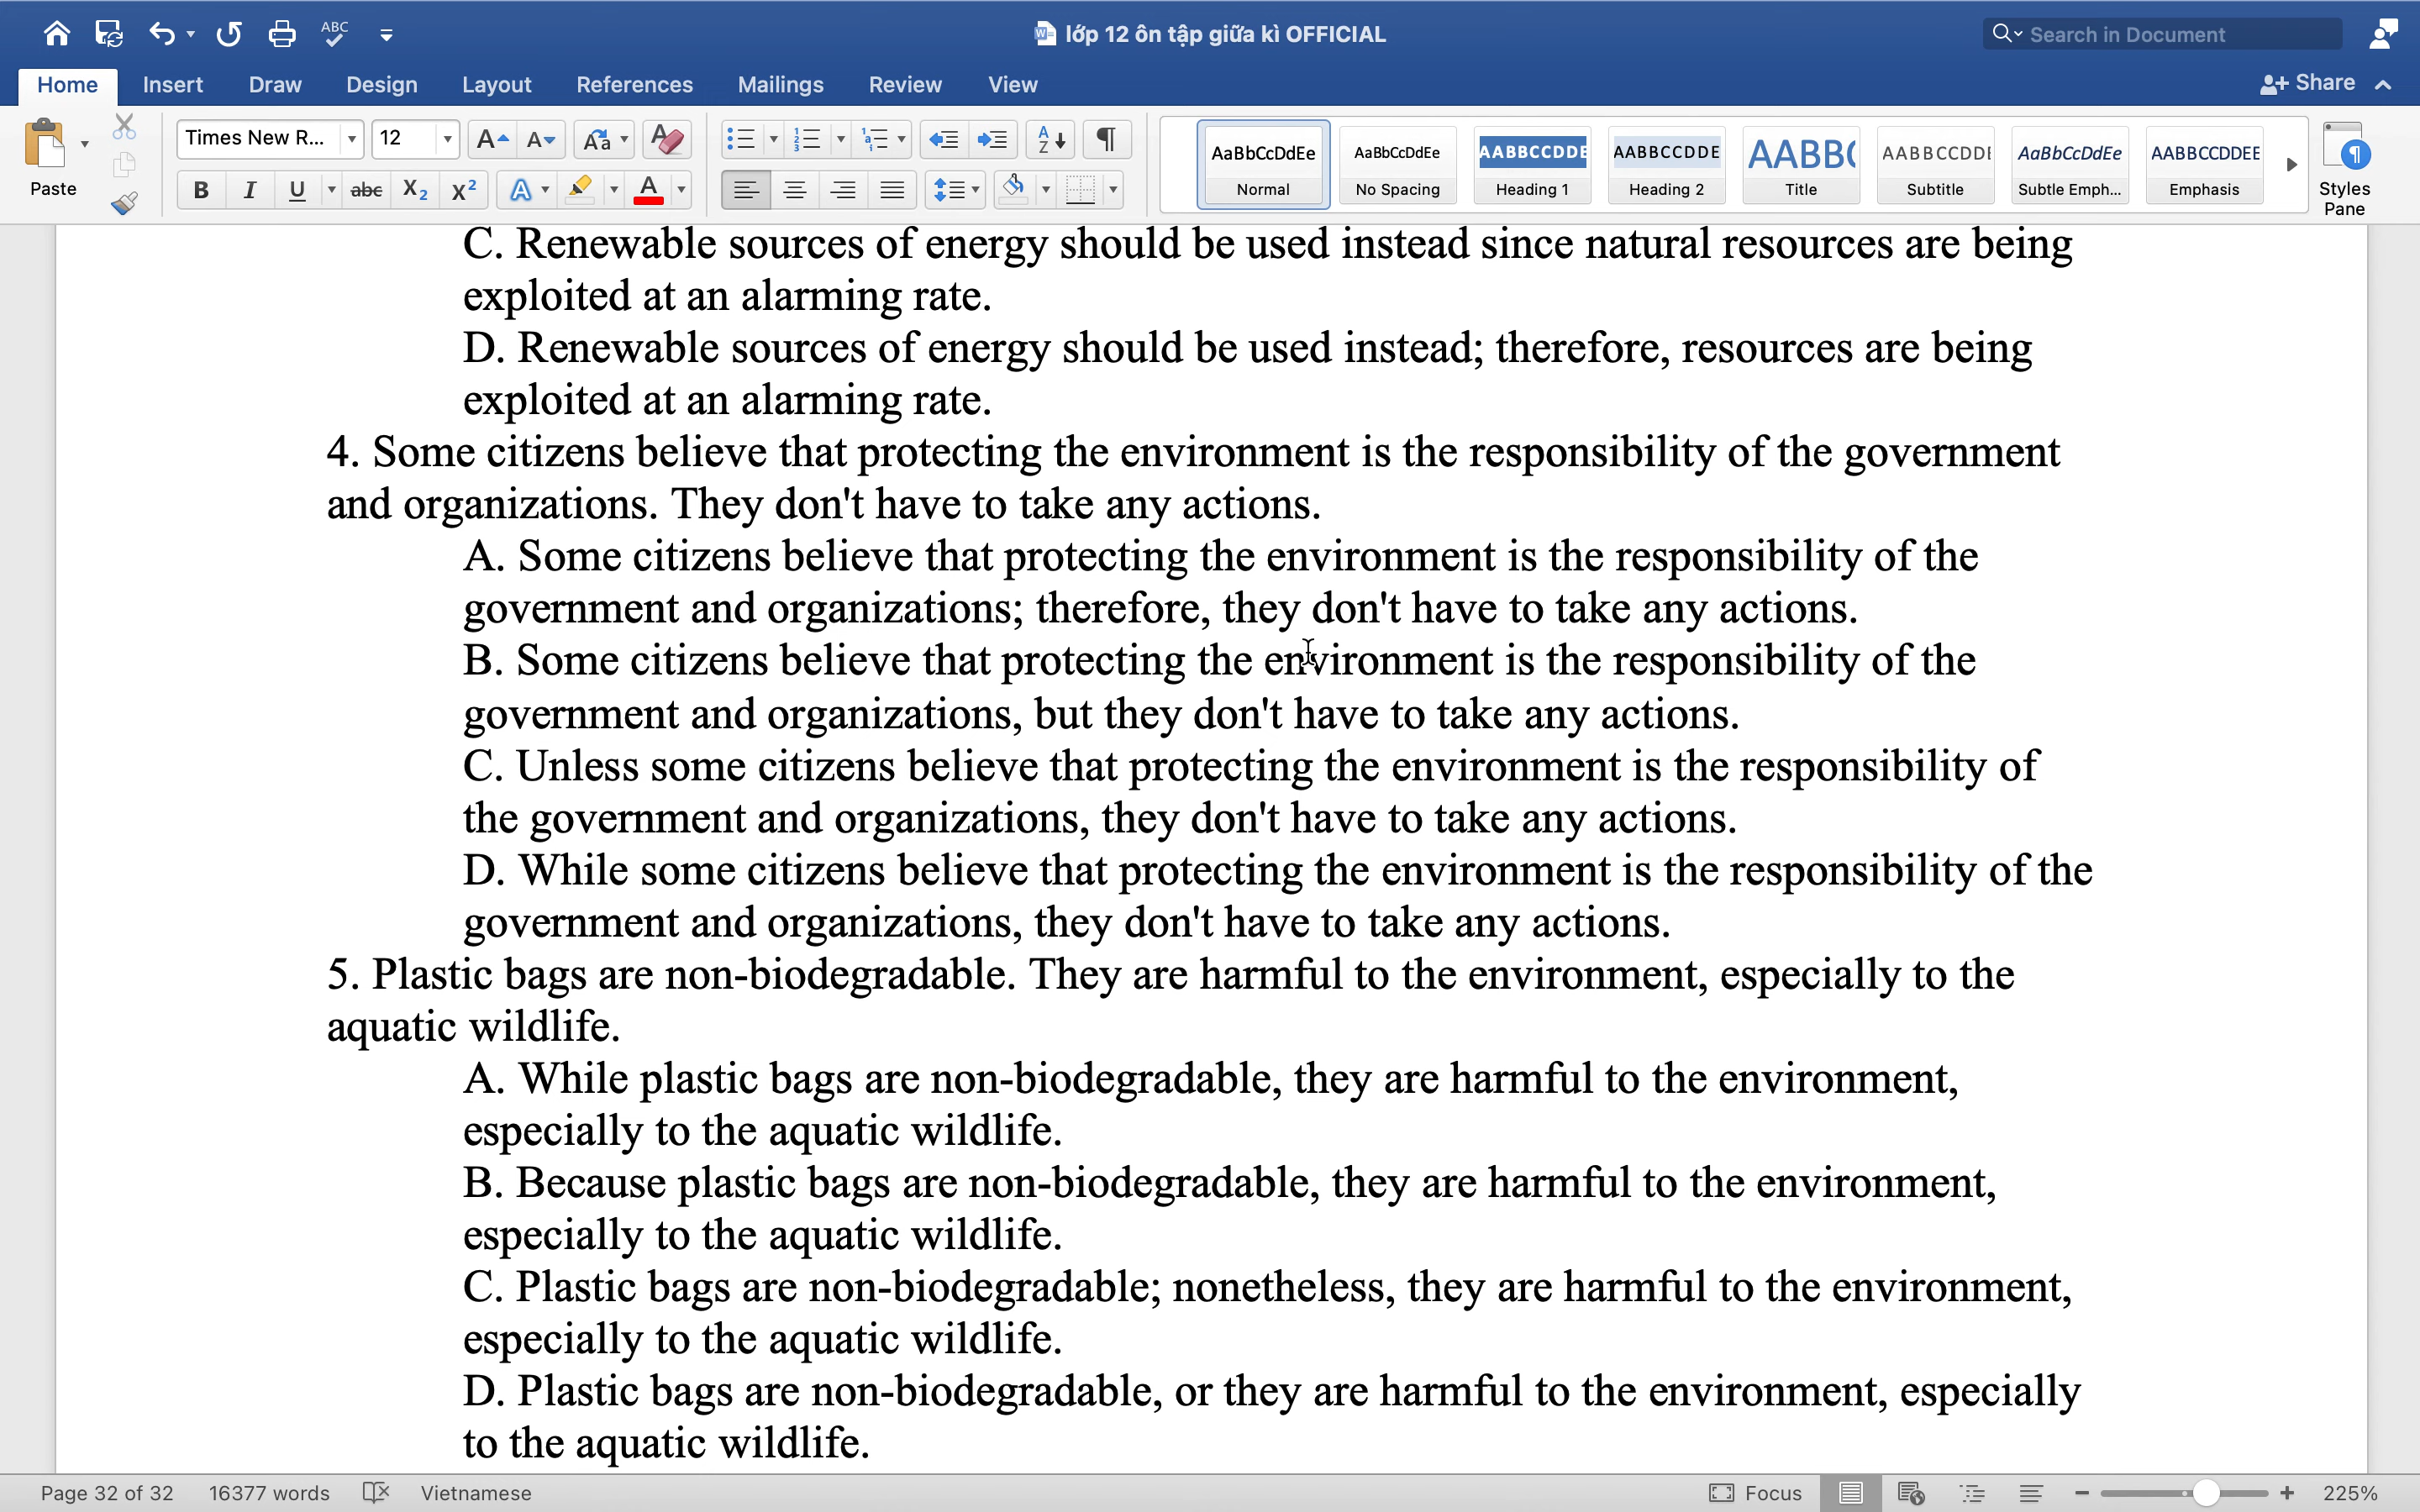 ABC
lớp 12 ôn tập giữa kì OFFICIAL
Search in Document
Home Insert Draw Design Layout References Mailings Review View Share
Times New R... 12
Paste
AaBbCcDdEe AaBbCcDdEe AABBCCDDE AABBCCDDE AABBC AABBCCDDE AaBbCcDdEe AABBCCDDEE
Normal No Spacing Heading 1 Heading 2 Title Subtitle Subtle Emph... Emphasis
Styles
Pane
C. Renewable sources of energy should be used instead since natural resources are being
exploited at an alarming rate.
D. Renewable sources of energy should be used instead; therefore, resources are being
exploited at an alarming rate.
4. Some citizens believe that protecting the environment is the responsibility of the government
and organizations. They don't have to take any actions.
A. Some citizens believe that protecting the environment is the responsibility of the
government and organizations; therefore, they don't have to take any actions.
B. Some citizens believe that protecting the environment is the responsibility of the
government and organizations, but they don't have to take any actions.
C. Unless some citizens believe that protecting the environment is the responsibility of
the government and organizations, they don't have to take any actions.
D. While some citizens believe that protecting the environment is the responsibility of the
government and organizations, they don't have to take any actions.
5. Plastic bags are non-biodegradable. They are harmful to the environment, especially to the
aquatic wildlife.
A. While plastic bags are non-biodegradable, they are harmful to the environment,
especially to the aquatic wildlife.
B. Because plastic bags are non-biodegradable, they are harmful to the environment,
especially to the aquatic wildlife.
C. Plastic bags are non-biodegradable; nonetheless, they are harmful to the environment,
especially to the aquatic wildlife.
D. Plastic bags are non-biodegradable, or they are harmful to the environment, especially
to the aquatic wildlife.
Page 32 of 32 16377 words Vietnamese Focus 225%